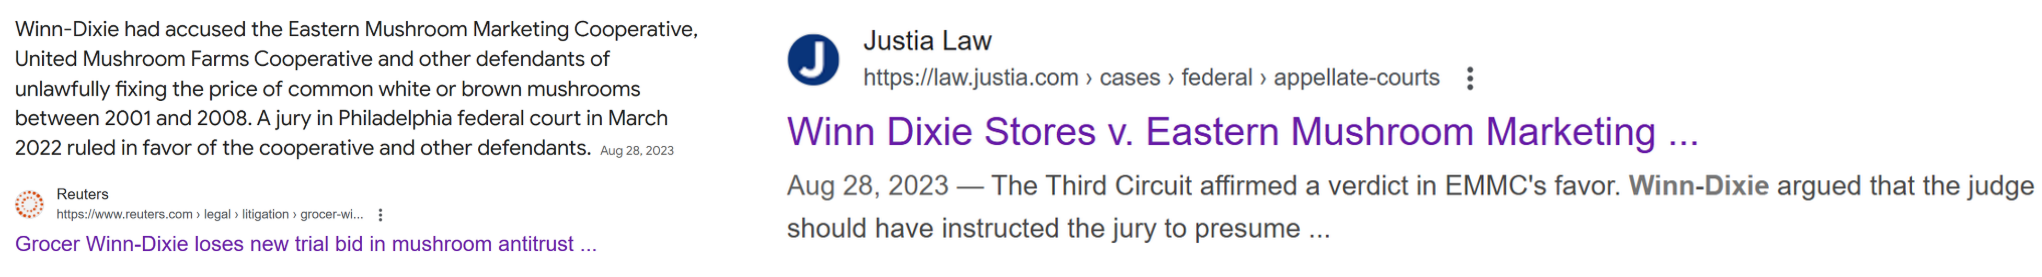 Winn-Dixie had accused the Eastern Mushroom Marketing Cooperative,
United Mushroom Farms Cooperative and other defendants of
unlawfully fixing the price of common white or brown mushrooms
between 2001 and 2008. A jury in Philadelphia federal court in March
2022 ruled in favor of the cooperative and other defendants. Aug 28, 2023
Reuters
https://www.reuters.com › legal › litigation › grocer-wi...
Grocer Winn-Dixie loses new trial bid in mushroom antitrust ...
J
Justia Law
https://law.justia.com › cases › federal › appellate-courts
Winn Dixie Stores v. Eastern Mushroom Marketing ...
Aug 28, 2023 — The Third Circuit affirmed a verdict in EMMC's favor. Winn-Dixie argued that the judge
should have instructed the jury to presume ...